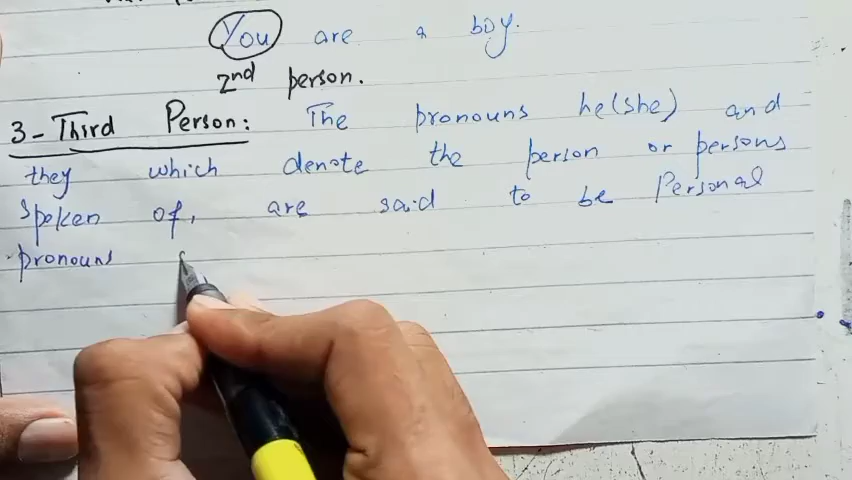 You are a boy.
2nd person.
3- Third Person: The pronouns he(she) and
they which denote the person or persons
spoken of, are said to be Personal
pronouns